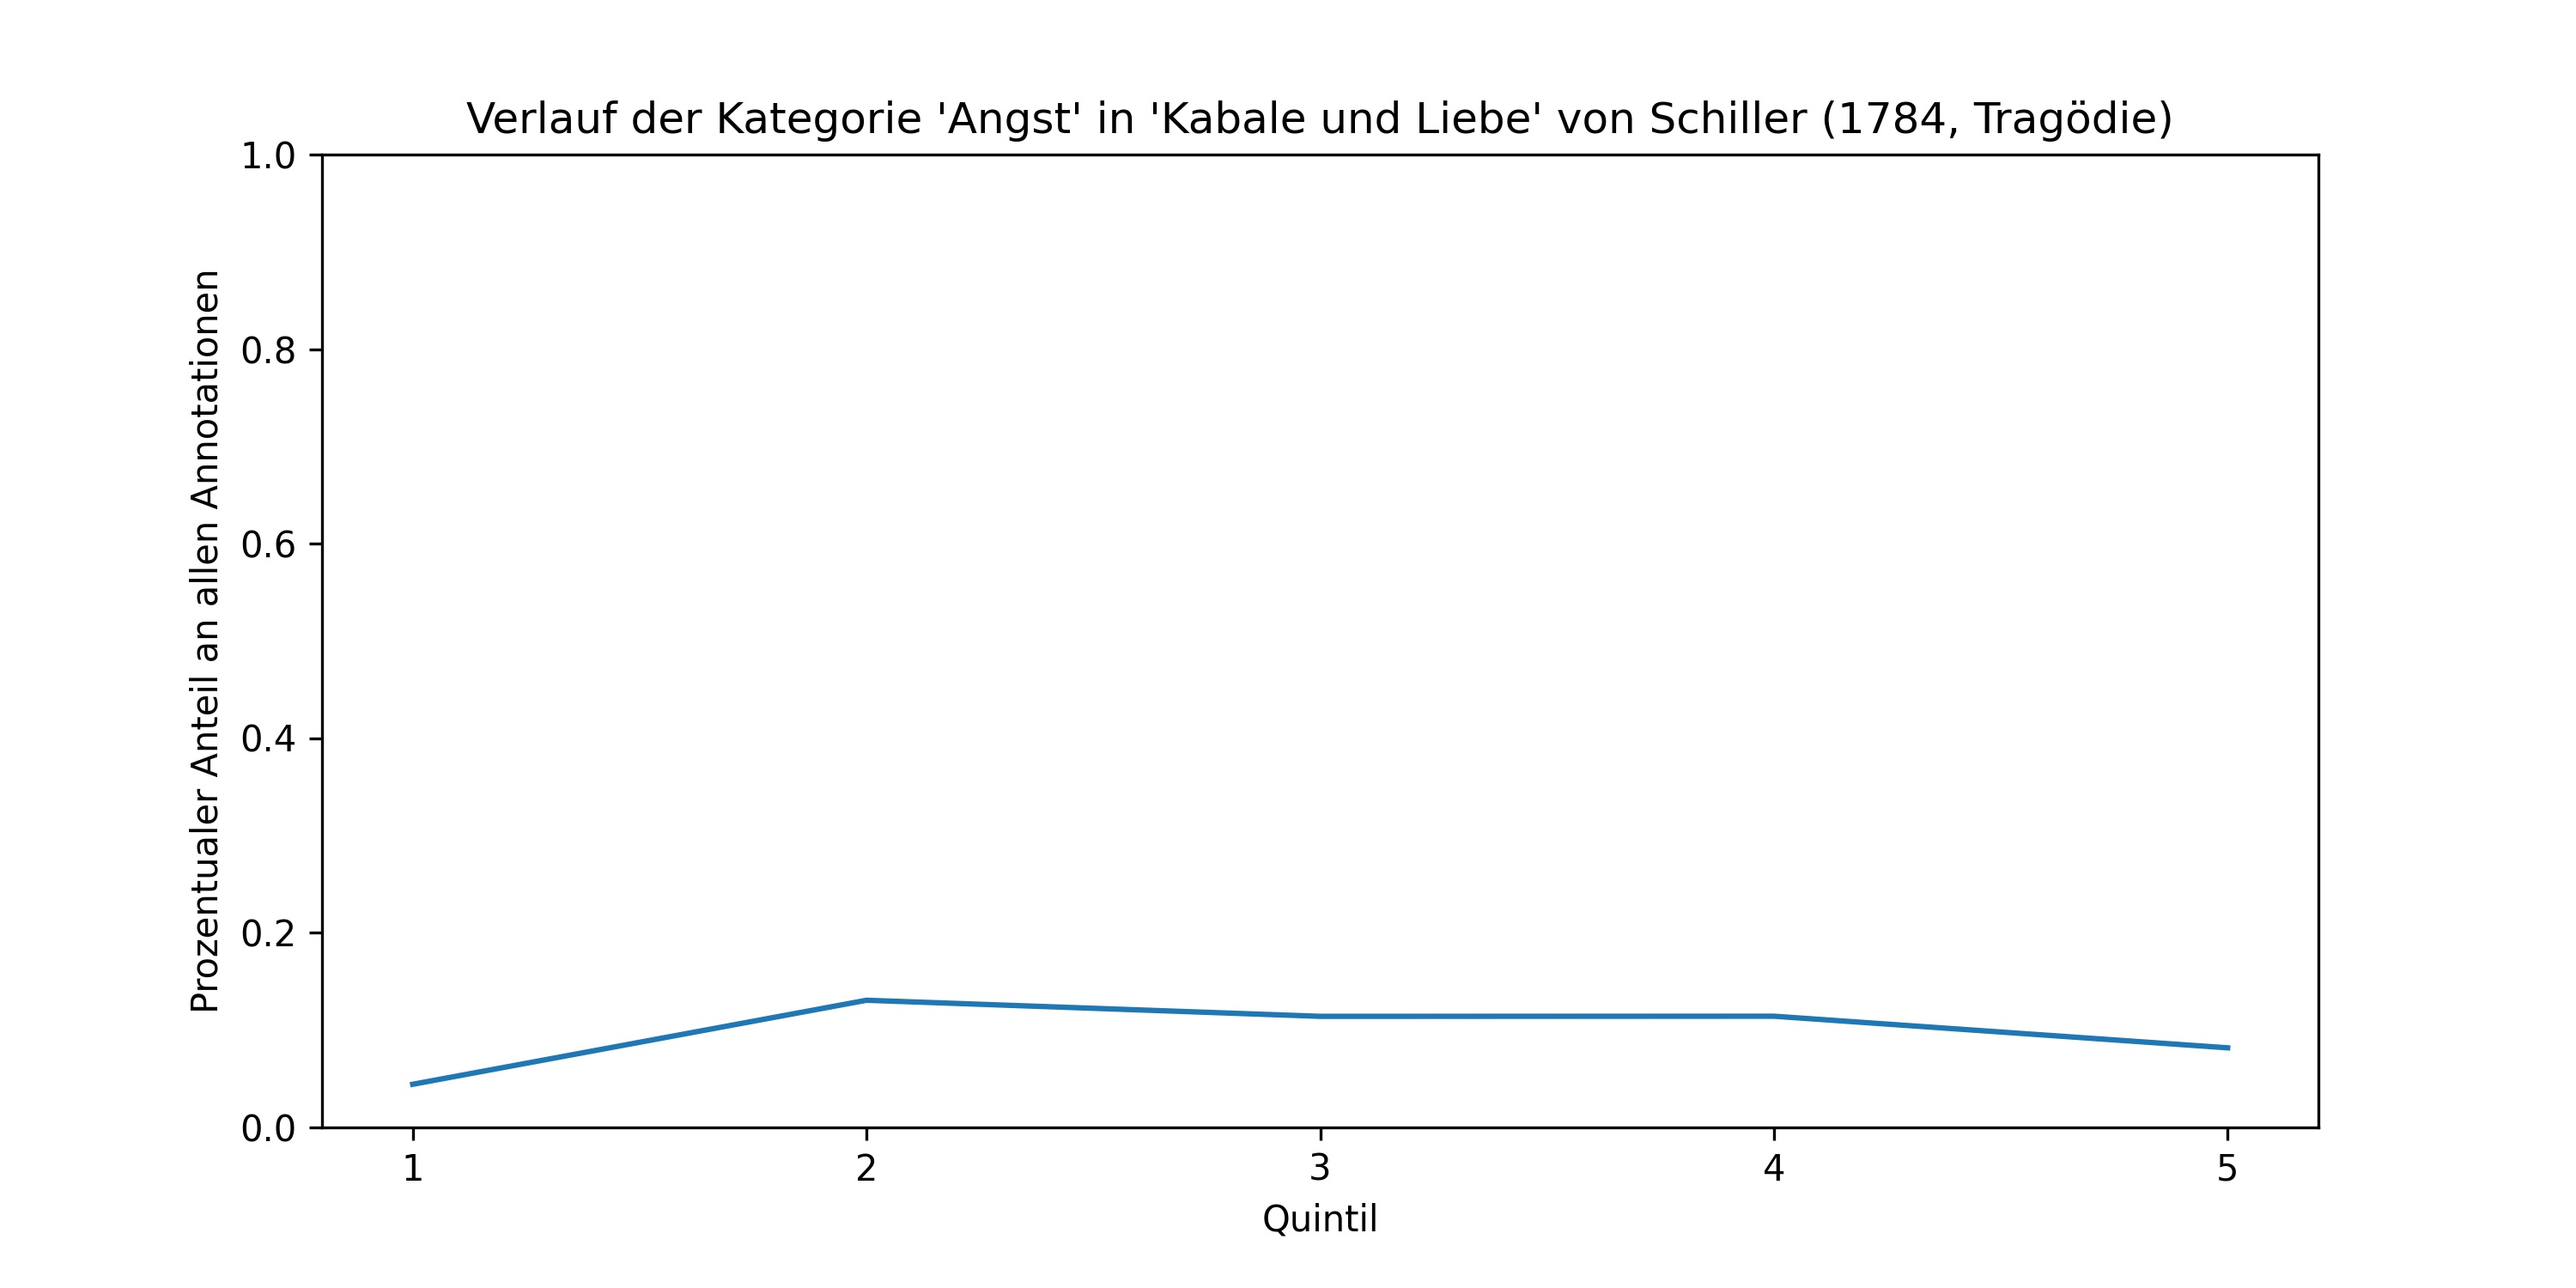 Verlauf der Kategorie 'Angst' in 'Kabale und Liebe' von Schiller (1784, Tragödie)
Prozentualer Anteil an allen Annotationen
1.0
0.8
0.6
0.4
0.2
0.0
1 2 3 4 5
Quintil